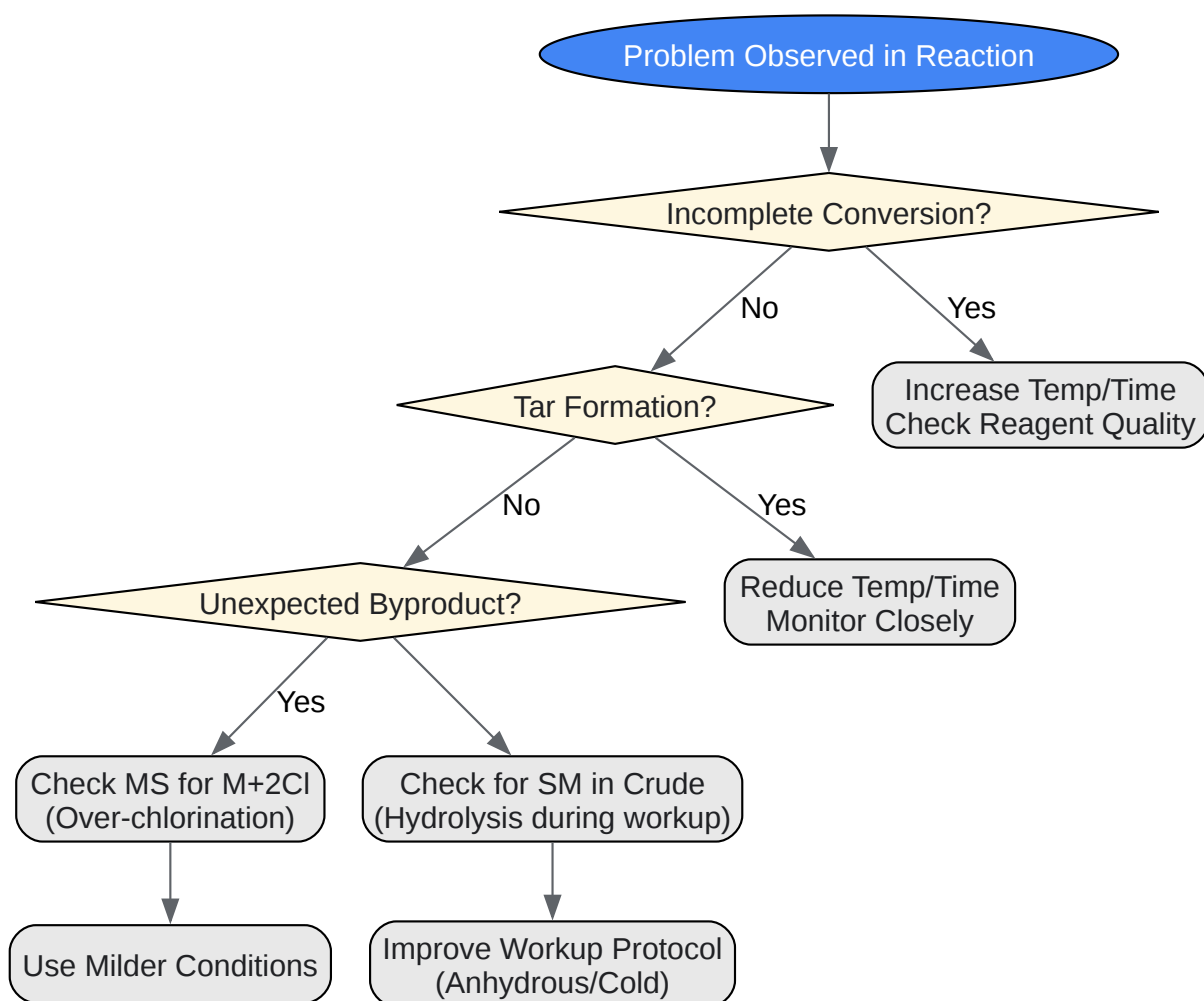 Problem Observed in Reaction
Incomplete Conversion?
No
Yes
Tar Formation?
Increase Temp/Time
Check Reagent Quality
No
Yes
Unexpected Byproduct?
Reduce Temp/Time
Monitor Closely
Yes
Check MS for M+2Cl
(Over-chlorination)
Check for SM in Crude
(Hydrolysis during workup)
Use Milder Conditions
Improve Workup Protocol
(Anhydrous/Cold)